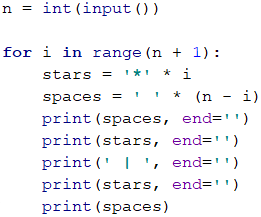 n = int(input())

for i in range(n + 1):
    stars = '*' * i
    spaces = ' ' * (n - i)
    print(spaces, end='')
    print(stars, end='')
    print(' | ', end='')
    print(stars, end='')
    print(spaces)